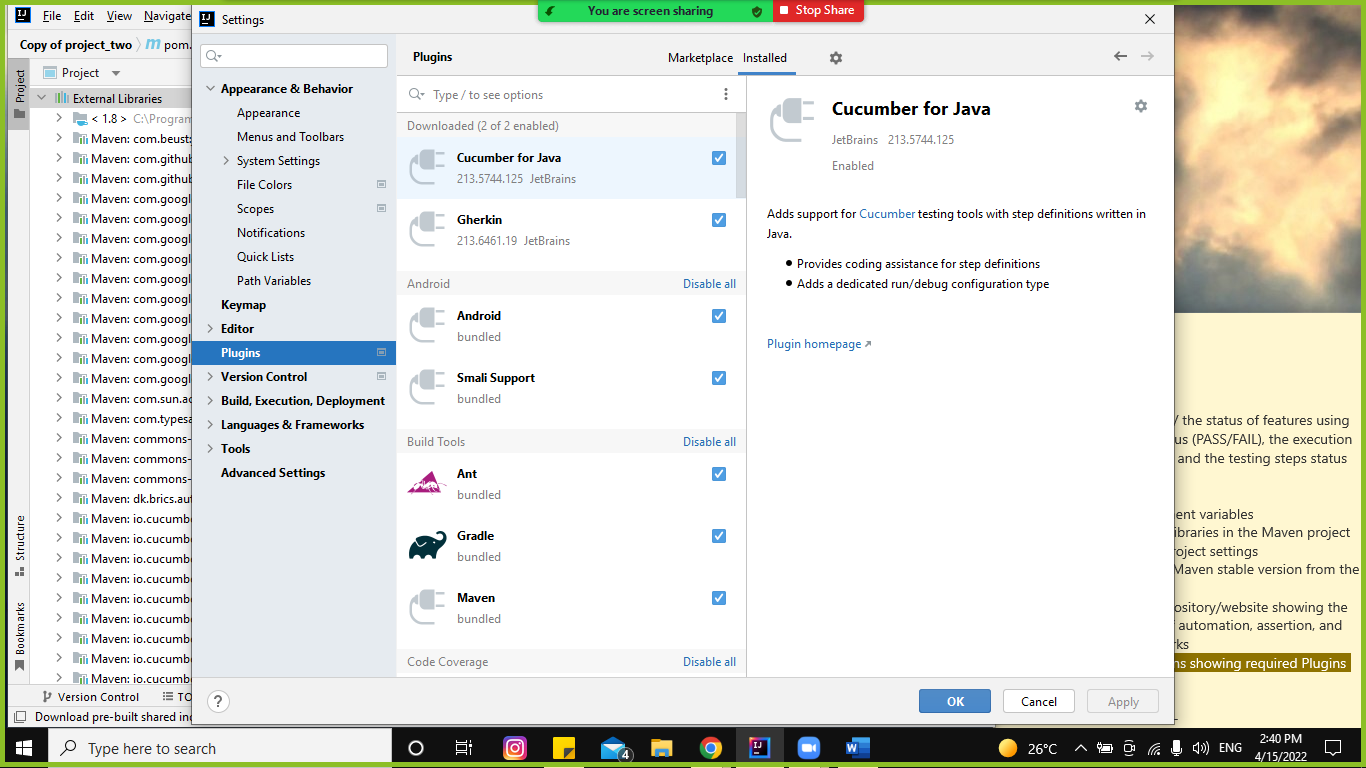 You are screen sharing
Stop Share
File Edit View Navigate
Settings
Copy of project_two
m pom.
Project
Project
External Libraries
< 1.8 > C:\Program
Maven: com.beust
Maven: com.github
Maven: com.github
Maven: com.googl
Maven: com.googl
Maven: com.googl
Maven: com.googl
Maven: com.googl
Maven: com.googl
Maven: com.googl
Maven: com.googl
Maven: com.googl
Maven: com.googl
Maven: com.sun.ac
Maven: com.typesa
Maven: commons-
Maven: commons-
Maven: commons-
Maven: dk.brics.aut
Maven: io.cucumbe
Maven: io.cucumbe
Maven: io.cucumbe
Maven: io.cucumbe
Maven: io.cucumbe
Maven: io.cucumbe
Maven: io.cucumbe
Maven: io.cucumbe
Maven: io.cucumbe
Structure
Bookmarks
Version Control
TO
Download pre-built shared in
Appearance & Behavior
Appearance
Menus and Toolbars
System Settings
File Colors
Scopes
Notifications
Quick Lists
Path Variables
Keymap
Editor
Plugins
Version Control
Build, Execution, Deployment
Languages & Frameworks
Tools
Advanced Settings
Plugins
Marketplace Installed
Type / to see options
Downloaded (2 of 2 enabled)
Cucumber for Java
213.5744.125 JetBrains
Gherkin
213.6461.19 JetBrains
Android Disable all
Android
bundled
Smali Support
bundled
Build Tools Disable all
Ant
bundled
Gradle
bundled
Maven
bundled
Code Coverage Disable all
Cucumber for Java
JetBrains 213.5744.125
Enabled
Adds support for Cucumber testing tools with step definitions written in
Java.
Provides coding assistance for step definitions
Adds a dedicated run/debug configuration type
Plugin homepage
?
OK
Cancel
Apply
/ the status of features using
us (PASS/FAIL), the execution
and the testing steps status
ent variables
ibraries in the Maven project
oject settings
Maven stable version from the
ository/website showing the
automation, assertion, and
rks
ns showing required Plugins
Type here to search
4
26°C
ENG
2:40 PM
4/15/2022